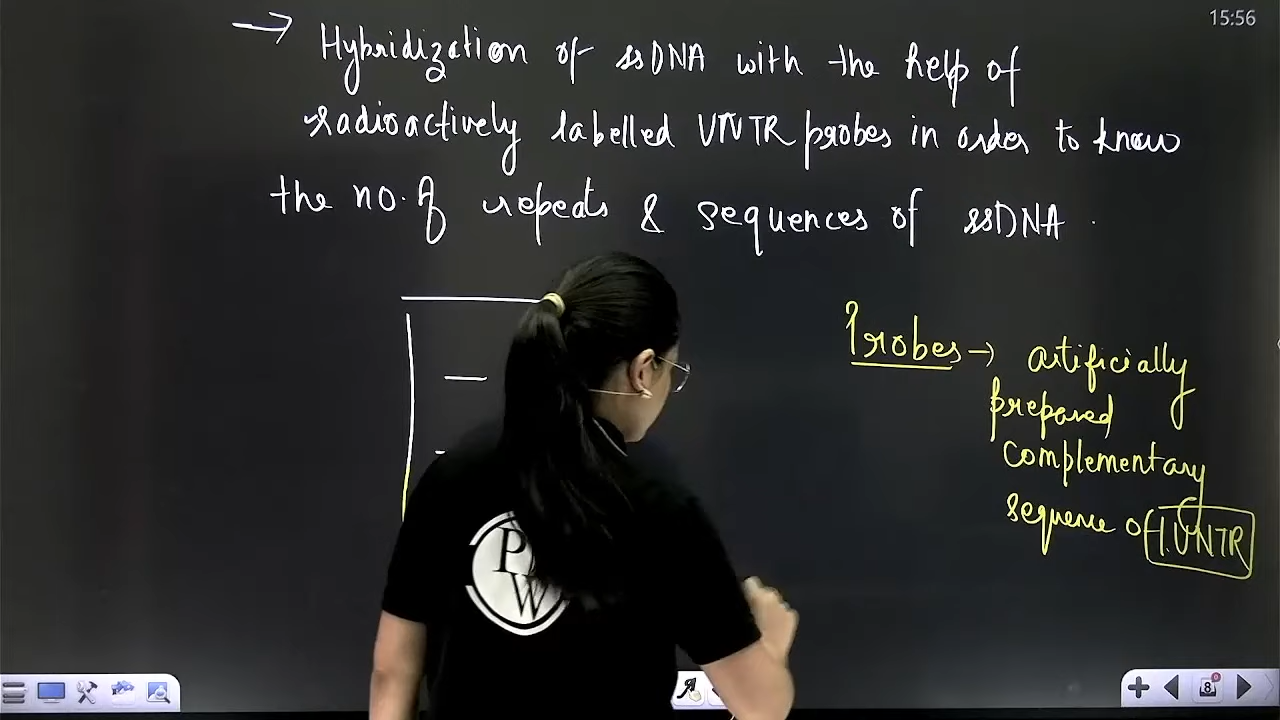 15:56
→ Hybridization of ssDNA with the help of
radioactively labelled VNTR probes in order to know
the no. of repeats & sequences of ssDNA.
Probes → artificially
prepared
complementary
sequence of VNTR
P
W
8